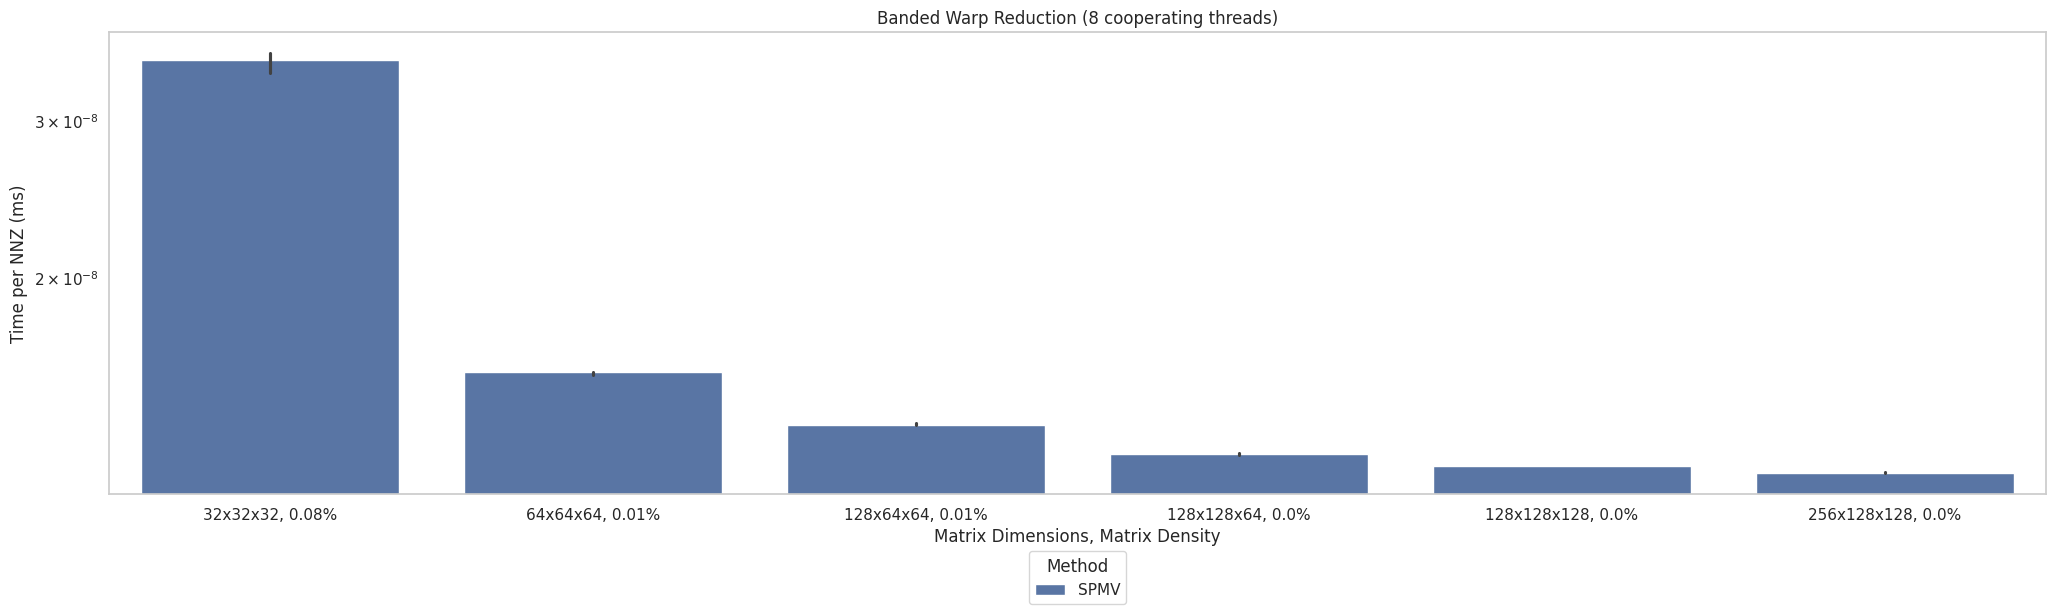 Banded Warp Reduction (8 cooperating threads)
Time per NNZ (ms)
3 × 10⁻⁸
2 × 10⁻⁸
32x32x32, 0.08% 64x64x64, 0.01% 128x64x64, 0.01% 128x128x64, 0.0% 128x128x128, 0.0% 256x128x128, 0.0%
Matrix Dimensions, Matrix Density
Method
SPMV